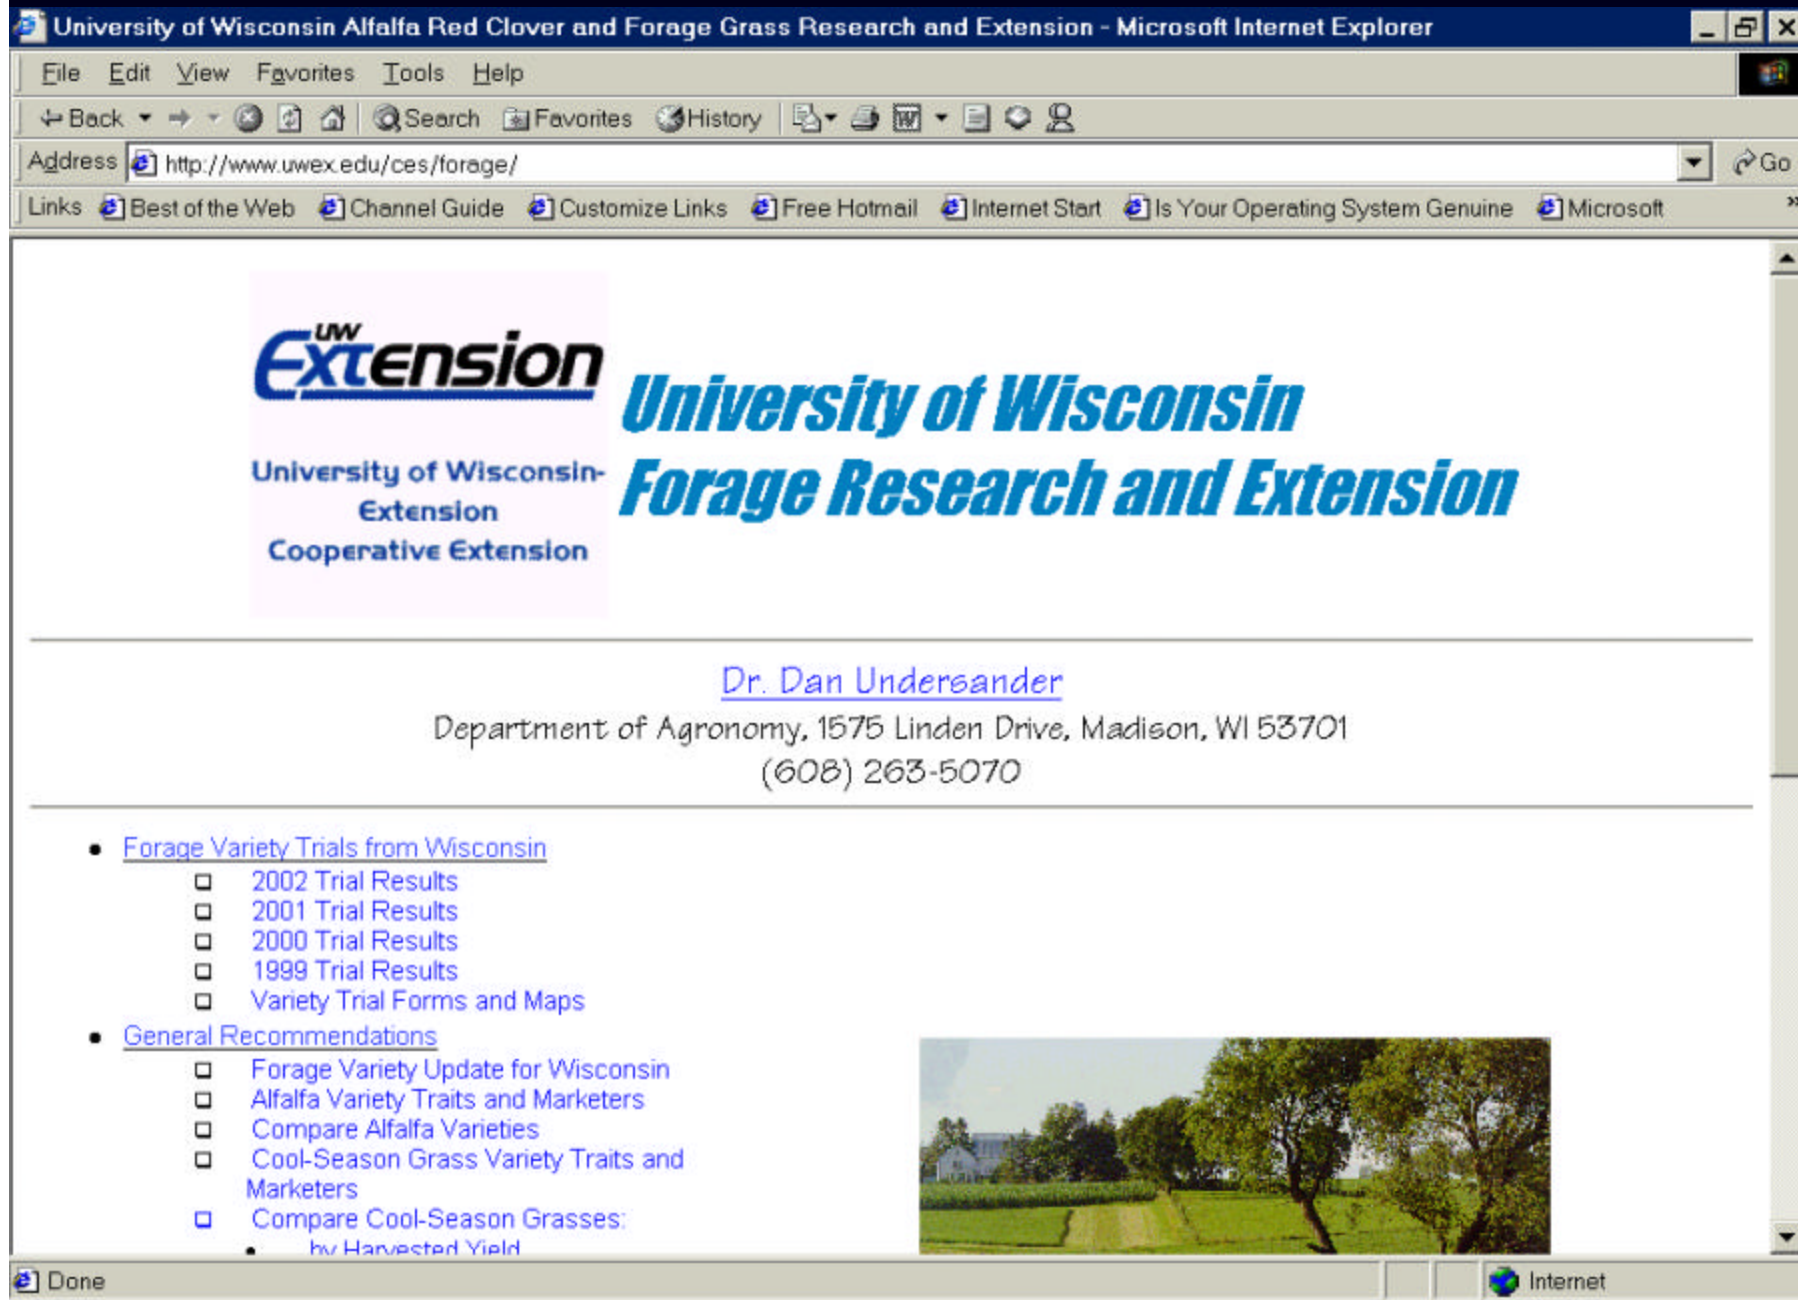 University of Wisconsin Alfalfa Red Clover and Forage Grass Research and Extension - Microsoft Internet Explorer
File Edit View Favorites Tools Help
Back Search Favorites History
Address http://www.uwex.edu/ces/forage/ Go
Links Best of the Web Channel Guide Customize Links Free Hotmail Internet Start Is Your Operating System Genuine Microsoft »
UW
Extension
University of Wisconsin-
Extension
Cooperative Extension
University of Wisconsin
Forage Research and Extension
Dr. Dan Undersander
Department of Agronomy, 1575 Linden Drive, Madison, WI 53701
(608) 263-5070
Forage Variety Trials from Wisconsin
2002 Trial Results
2001 Trial Results
2000 Trial Results
1999 Trial Results
Variety Trial Forms and Maps
General Recommendations
Forage Variety Update for Wisconsin
Alfalfa Variety Traits and Marketers
Compare Alfalfa Varieties
Cool-Season Grass Variety Traits and
Marketers
Compare Cool-Season Grasses:
by Harvested Yield
Done Internet